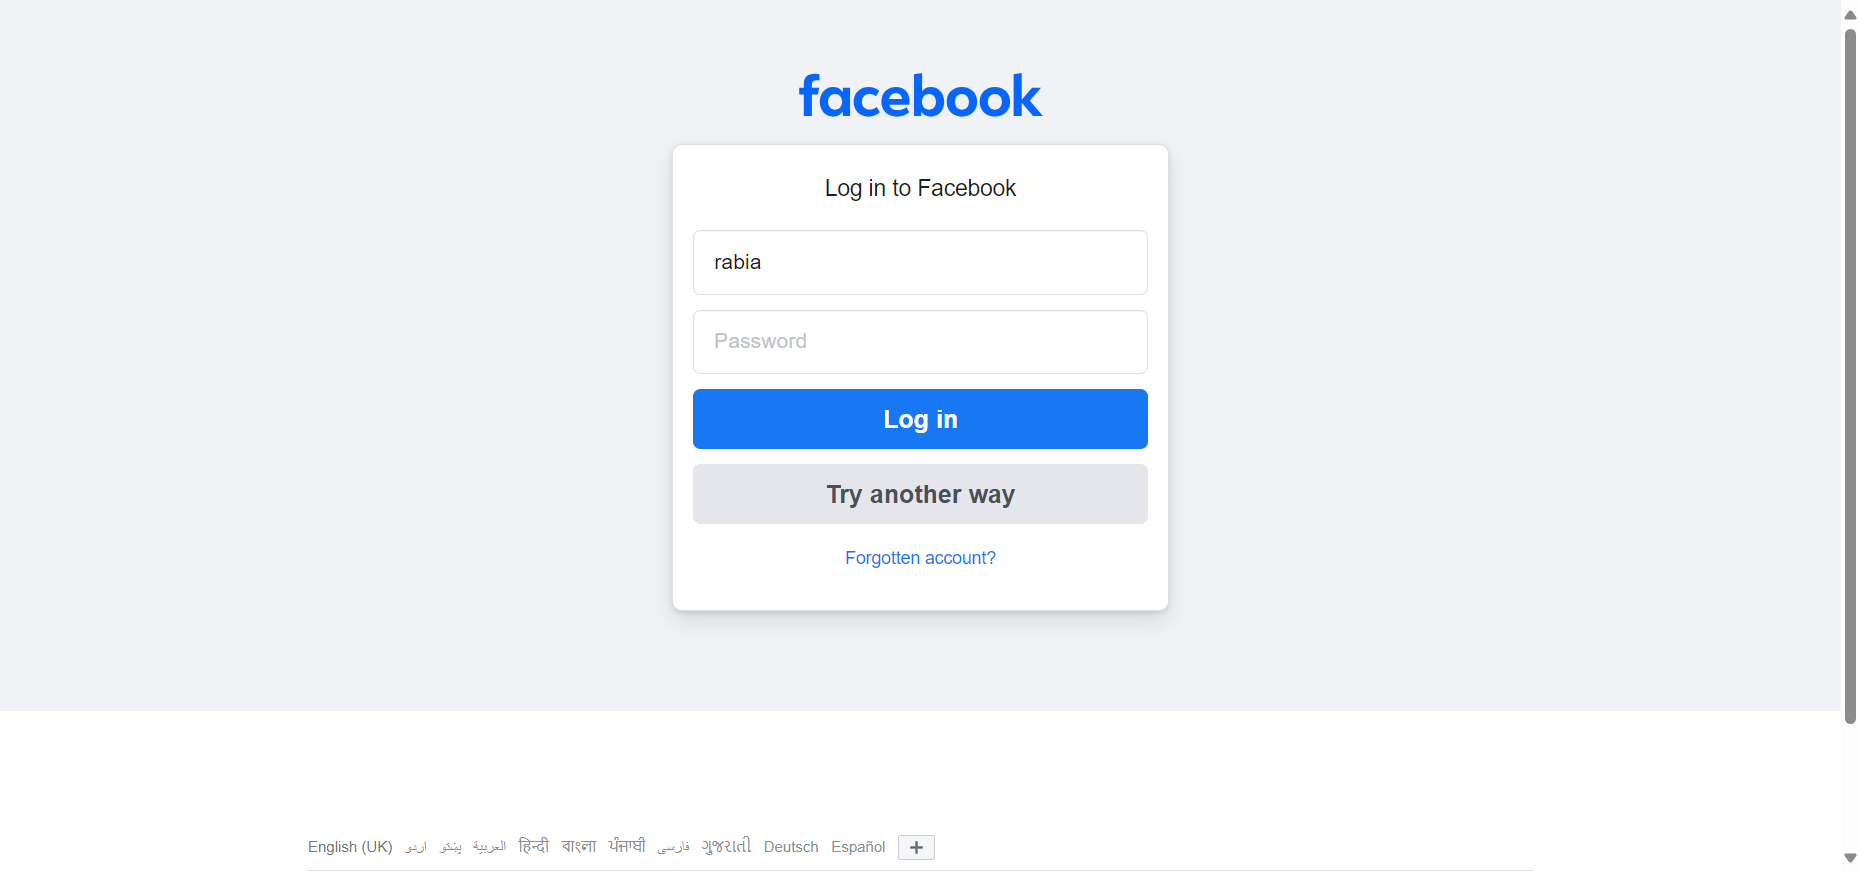 facebook
Log in to Facebook
rabia
Password
Log in
Try another way
Forgotten account?
English (UK) اردو پښتو العربية हिन्दी বাংলা ਪੰਜਾਬੀ فارسی ગુજરાતી Deutsch Español +